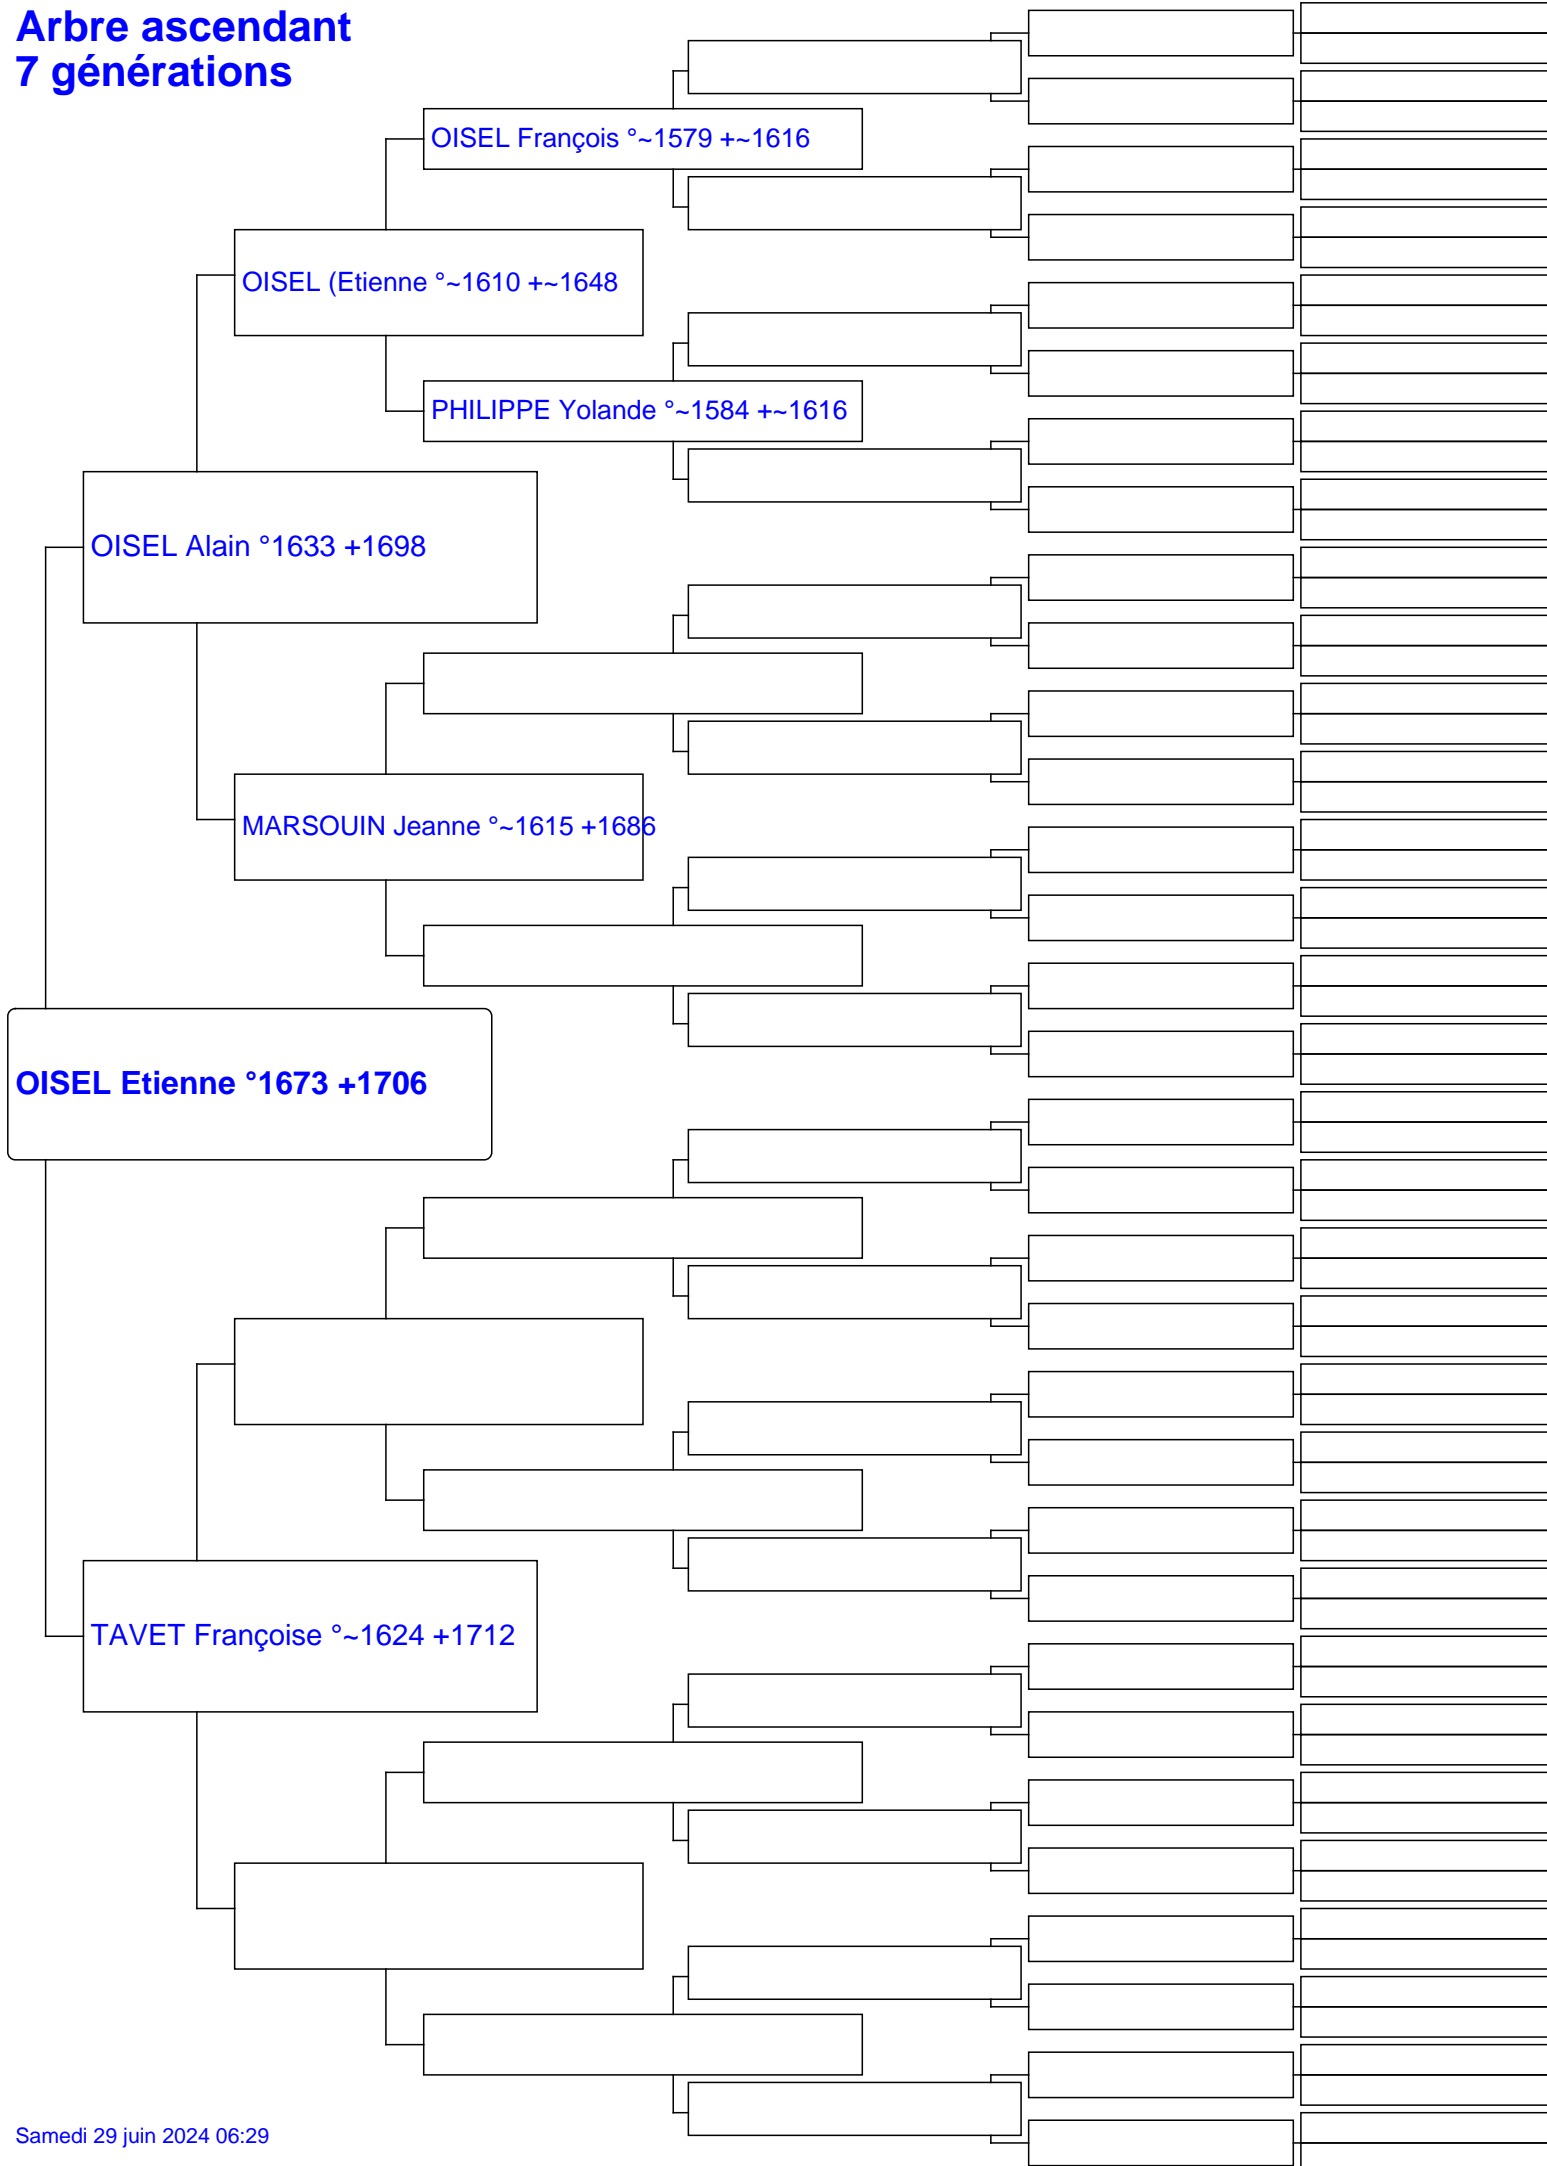 Arbre ascendant
7 générations
OISEL François °~1579 +~1616
OISEL (Etienne °~1610 +~1648
PHILIPPE Yolande °~1584 +~1616
OISEL Alain °1633 +1698
MARSOUIN Jeanne °~1615 +1686
OISEL Etienne °1673 +1706
TAVET Françoise °~1624 +1712
Samedi 29 juin 2024 06:29